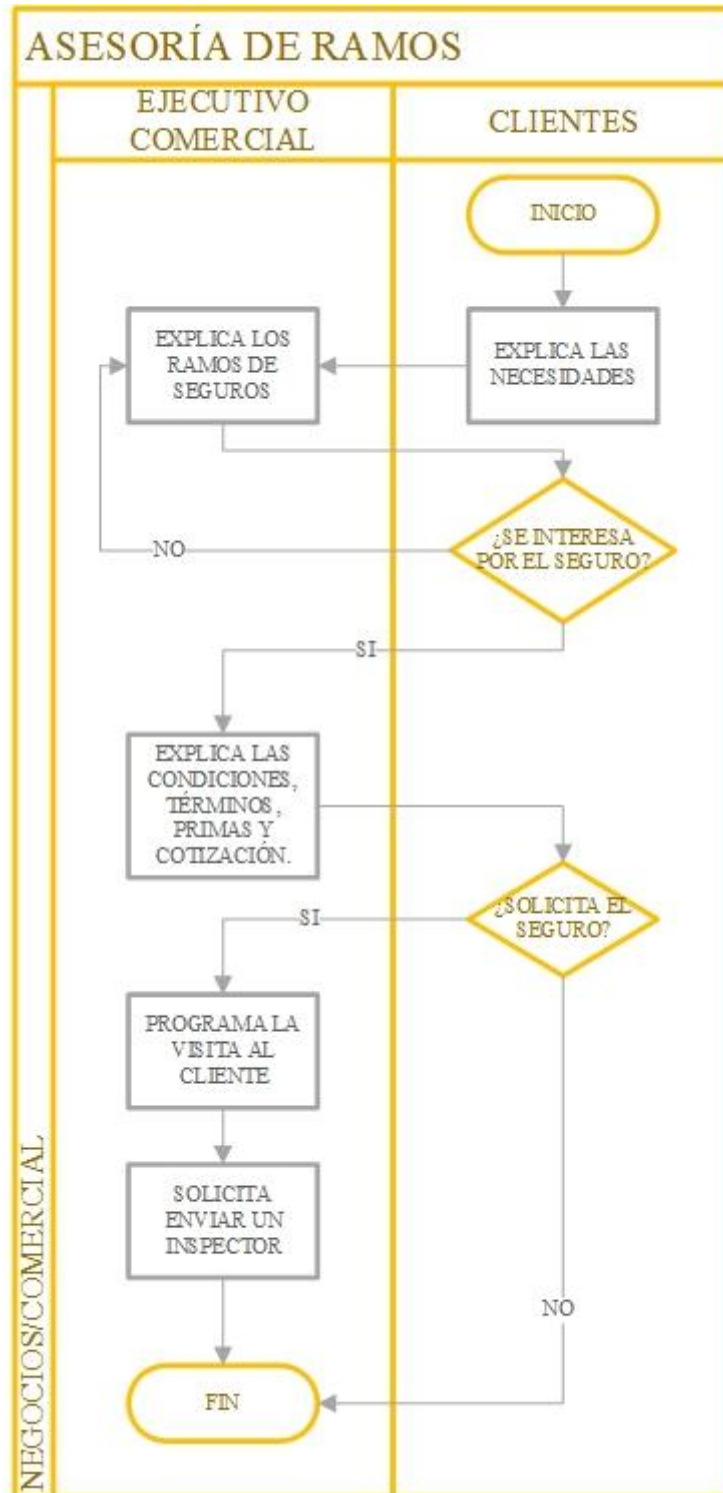 ASESORÍA DE RAMOS
EJECUTIVO
COMERCIAL
CLIENTES
INICIO
EXPLICA LOS
RAMOS DE
SEGUROS
EXPLICA LAS
NECESIDADES
¿SE INTERESA
POR EL SEGURO?
NO
SI
EXPLICA LAS
CONDICIONES,
TÉRMINOS,
PRIMAS Y
COTIZACIÓN.
¿SOLICITA EL
SEGURO?
SI
PROGRAMA LA
VISITA AL
CLIENTE
SOLICITA
ENVIAR UN
INSPECTOR
NO
FIN
NEGOCIOS/COMERCIAL